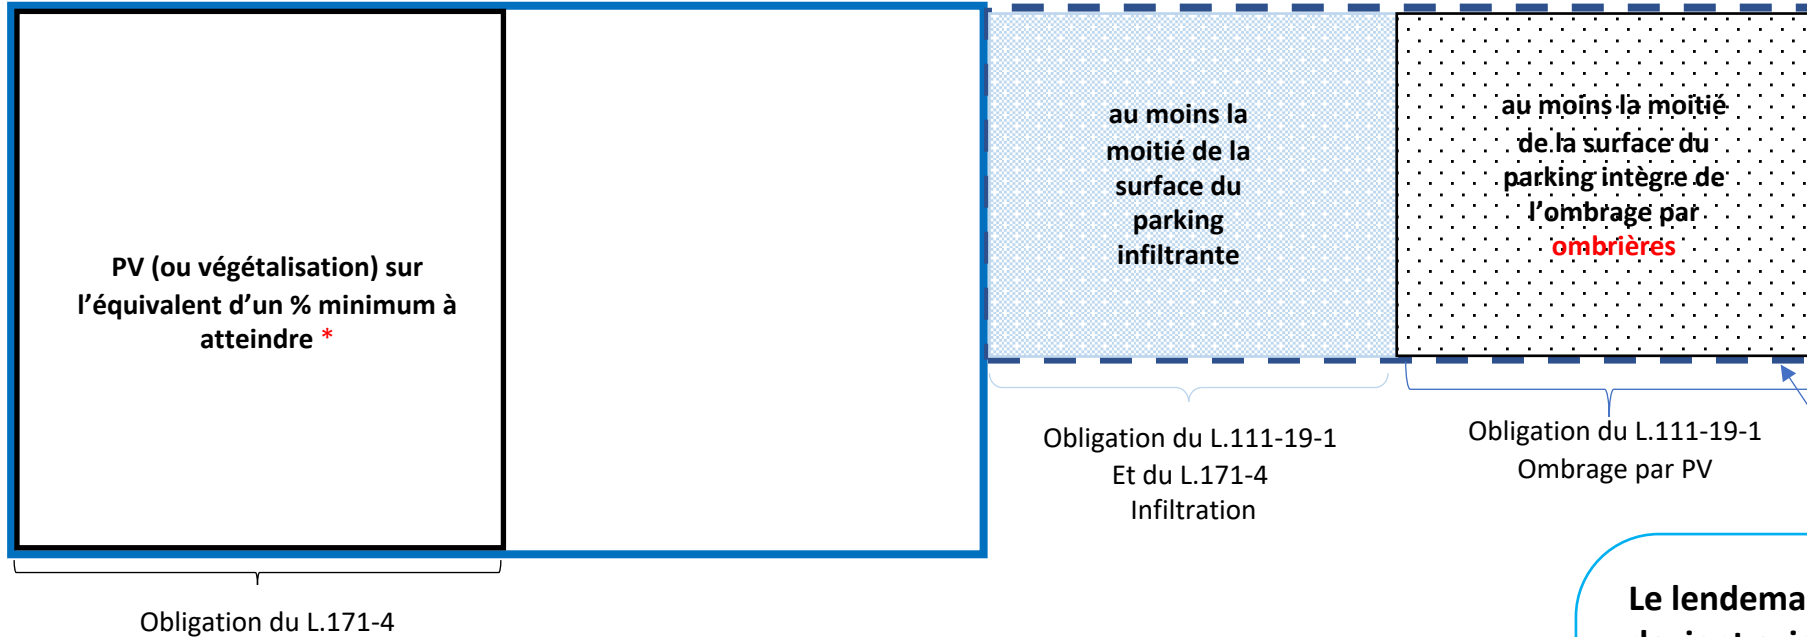 PV (ou végétalisation) sur
l’équivalent d’un % minimum à
atteindre *
au moins la
moitié de la
surface du
parking
infiltrante
au moins la moitié
de la surface du
parking intègre de
l’ombrage par
ombrières
Obligation du L.111-19-1
Et du L.171-4
Infiltration
Obligation du L.111-19-1
Ombrage par PV
Obligation du L.171-4
Le lendema